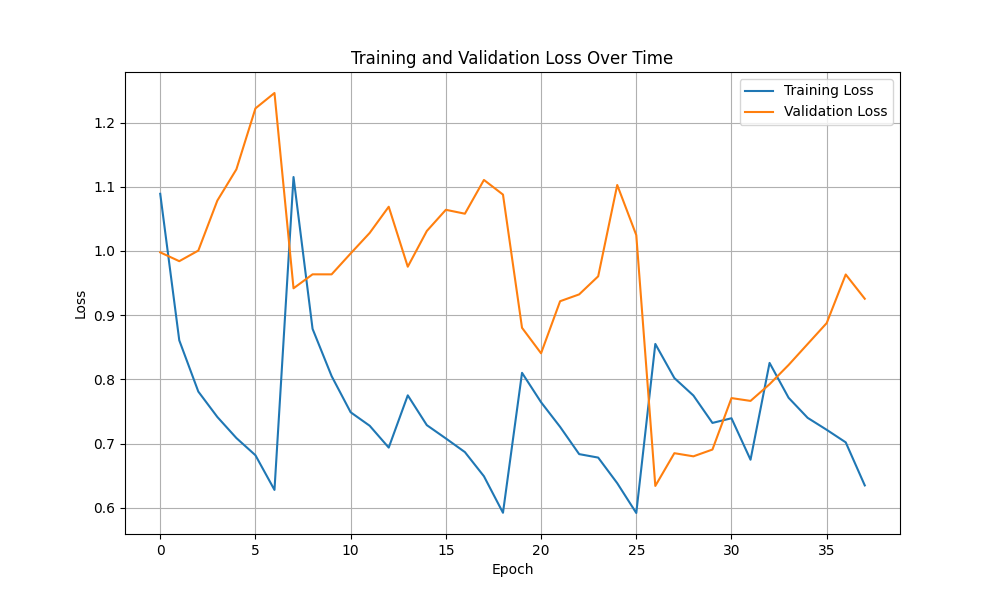 Training and Validation Loss Over Time
Training Loss
Validation Loss
1.2
1.1
1.0
0.9
0.8
0.7
0.6
Loss
0 5 10 15 20 25 30 35
Epoch